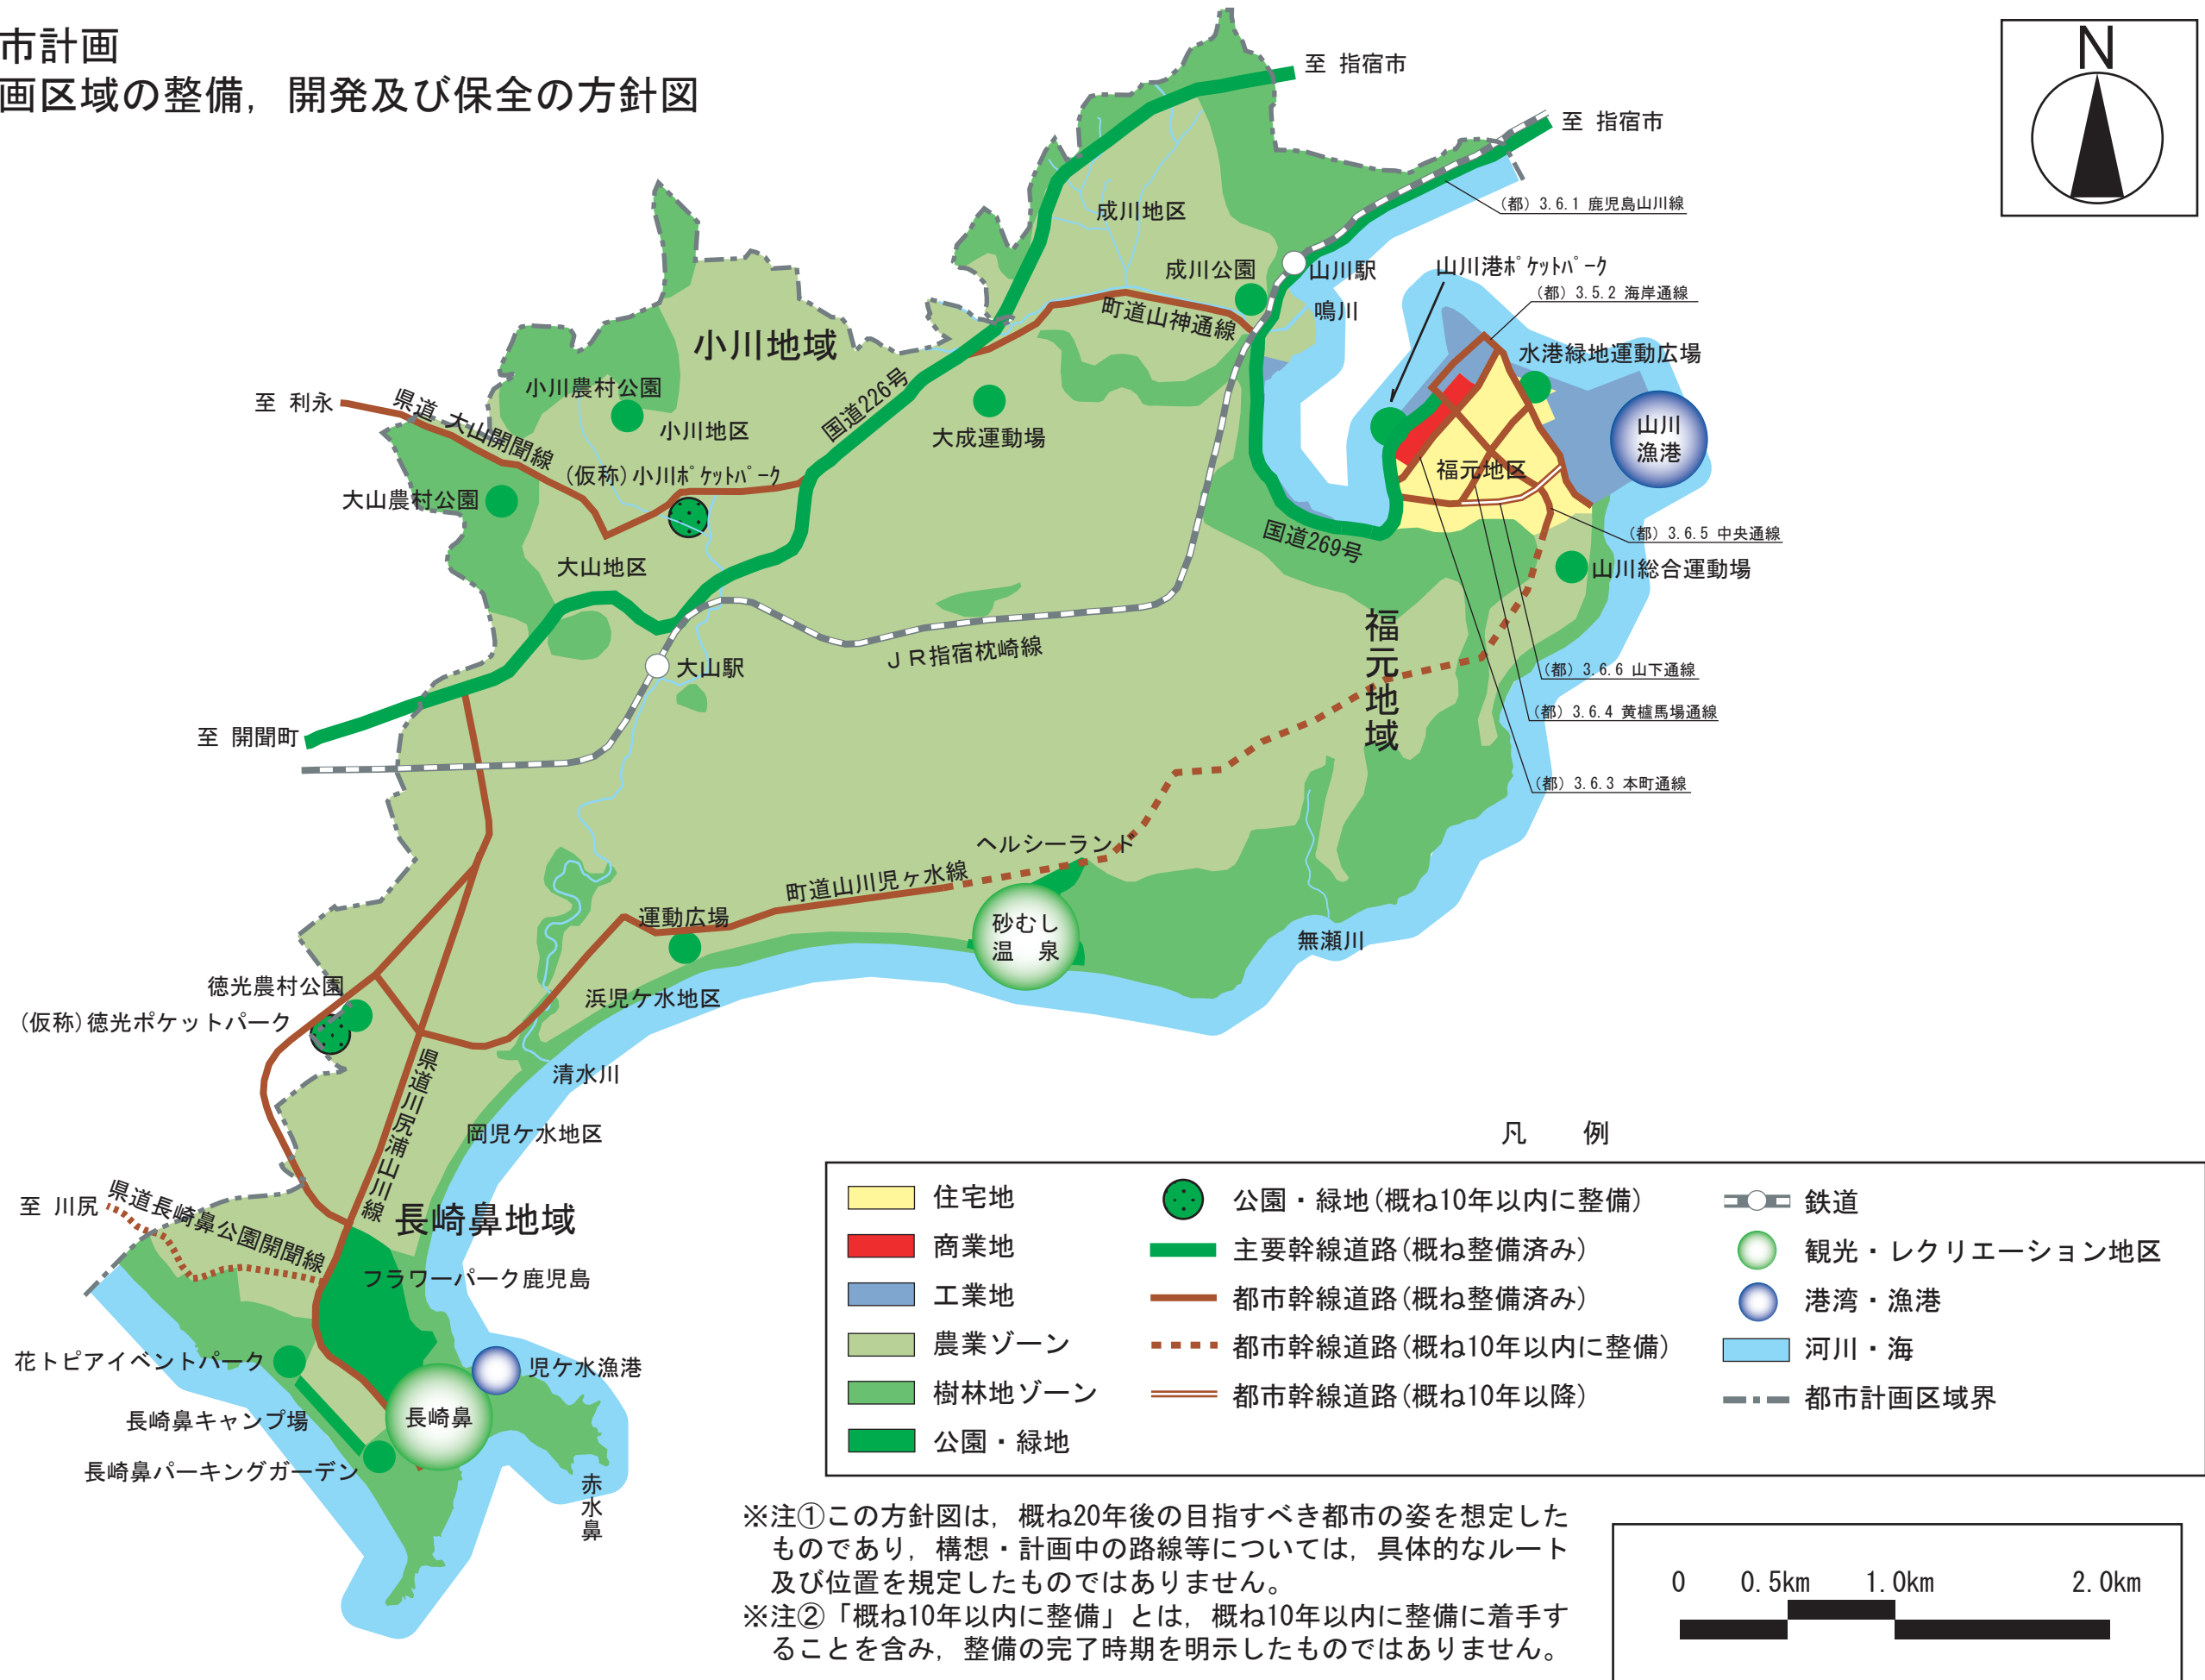 市計画
画区域の整備，開発及び保全の方針図
N
至 指宿市
至 指宿市
(都) 3.6.1 鹿児島山川線
成川地区
成川公園
山川駅
鳴川
町道山神通線
山川港ﾎﾟｹｯﾄﾊﾟｰｸ
(都) 3.5.2 海岸通線
水港緑地運動広場
山川
漁港
小川地域
国道226号
小川農村公園
小川地区
大成運動場
至 利永
県道 大山開聞線
(仮称)小川ﾎﾟｹｯﾄﾊﾟｰｸ
大山農村公園
大山地区
福元地区
国道269号
(都) 3.6.5 中央通線
山川総合運動場
福元地域
大山駅
ＪＲ指宿枕崎線
(都) 3.6.6 山下通線
(都) 3.6.4 黄櫨馬場通線
(都) 3.6.3 本町通線
至 開聞町
ヘルシーランド
町道山川児ヶ水線
運動広場
砂むし
温　泉
無瀬川
浜児ケ水地区
徳光農村公園
(仮称)徳光ポケットパーク
清水川
県道川尻浦山川線
岡児ケ水地区
至 川尻
県道長崎鼻公園開聞線
長崎鼻地域
フラワーパーク鹿児島
花トピアイベントパーク
児ケ水漁港
長崎鼻
長崎鼻キャンプ場
長崎鼻パーキングガーデン
赤水鼻
凡　例
住宅地
商業地
工業地
農業ゾーン
樹林地ゾーン
公園・緑地
公園・緑地(概ね10年以内に整備)
主要幹線道路(概ね整備済み)
都市幹線道路(概ね整備済み)
都市幹線道路(概ね10年以内に整備)
都市幹線道路(概ね10年以降)
鉄道
観光・レクリエーション地区
港湾・漁港
河川・海
都市計画区域界
※注①この方針図は，概ね20年後の目指すべき都市の姿を想定した
ものであり，構想・計画中の路線等については，具体的なルート
及び位置を規定したものではありません。
※注②「概ね10年以内に整備」とは，概ね10年以内に整備に着手す
ることを含み，整備の完了時期を明示したものではありません。
0 0.5km 1.0km 2.0km